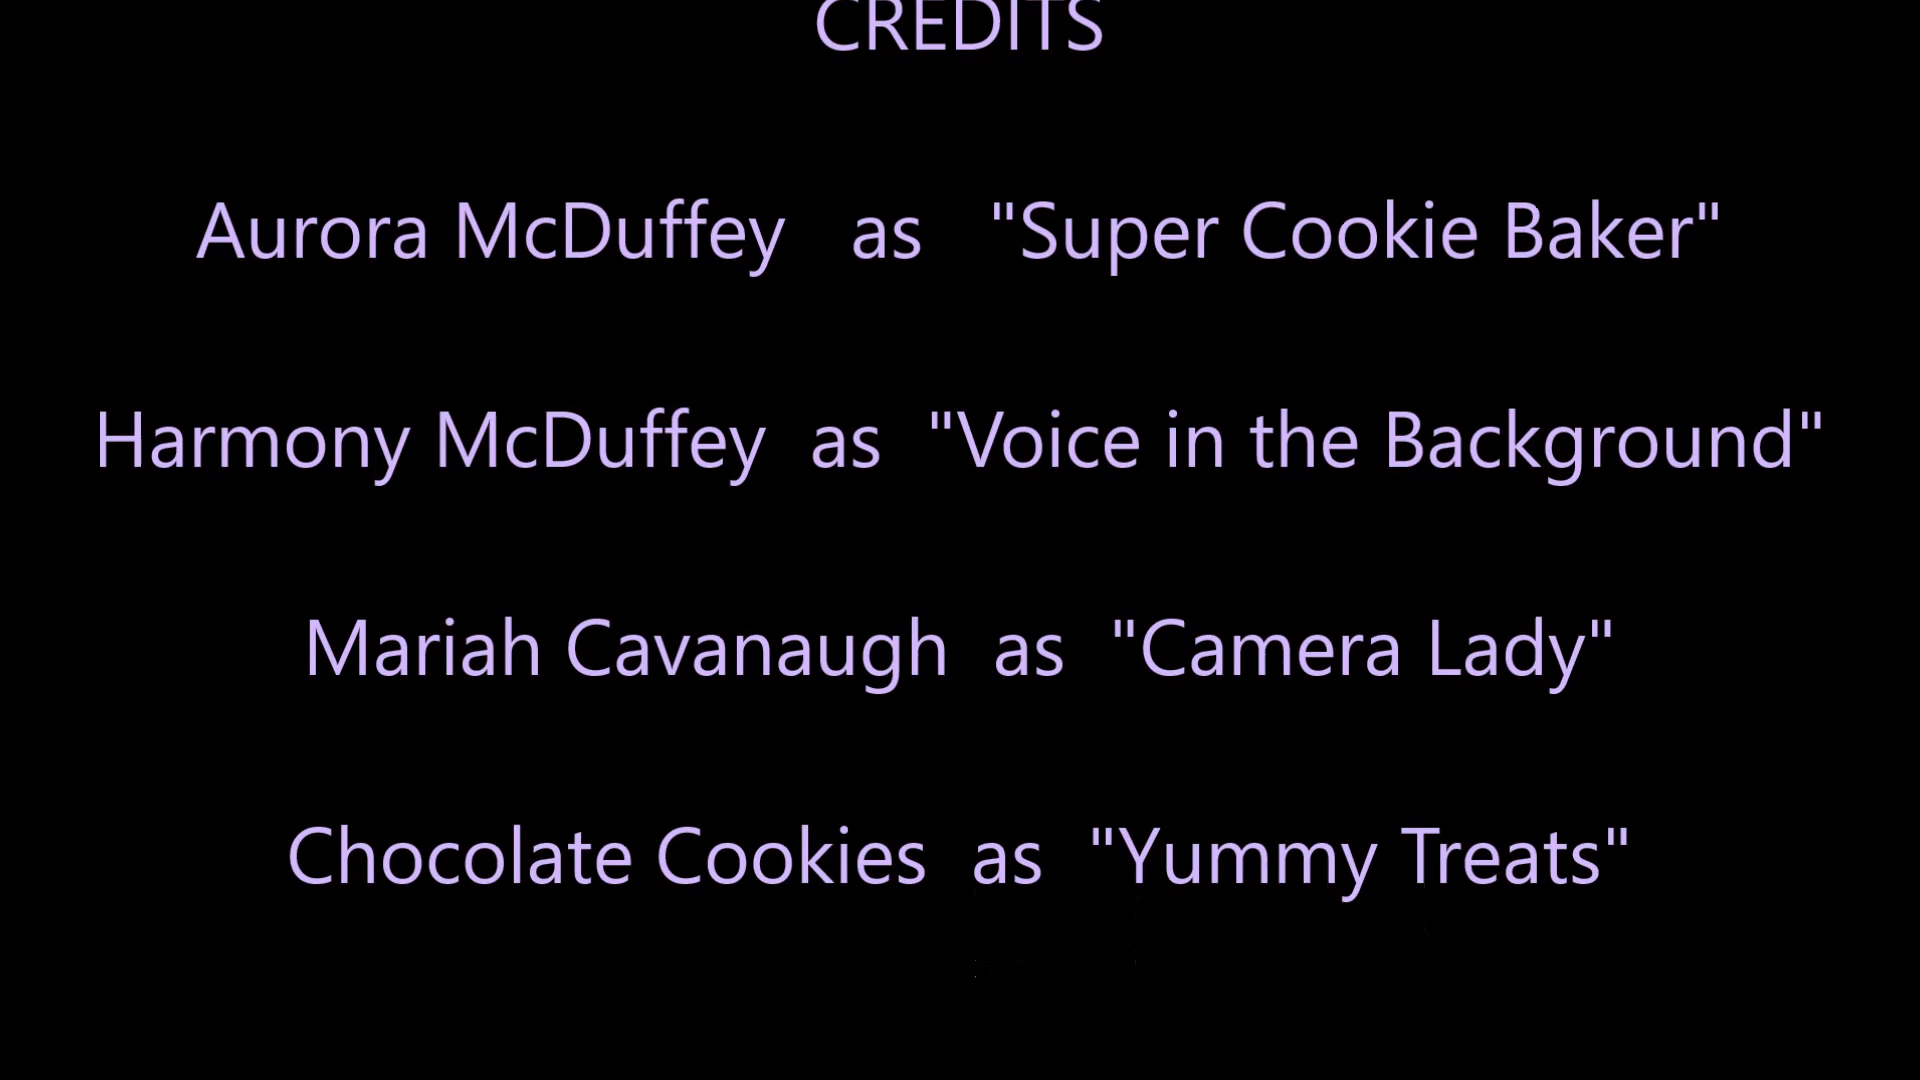 CREDITS
Aurora McDuffey as "Super Cookie Baker"
Harmony McDuffey as "Voice in the Background"
Mariah Cavanaugh as "Camera Lady"
Chocolate Cookies as "Yummy Treats"